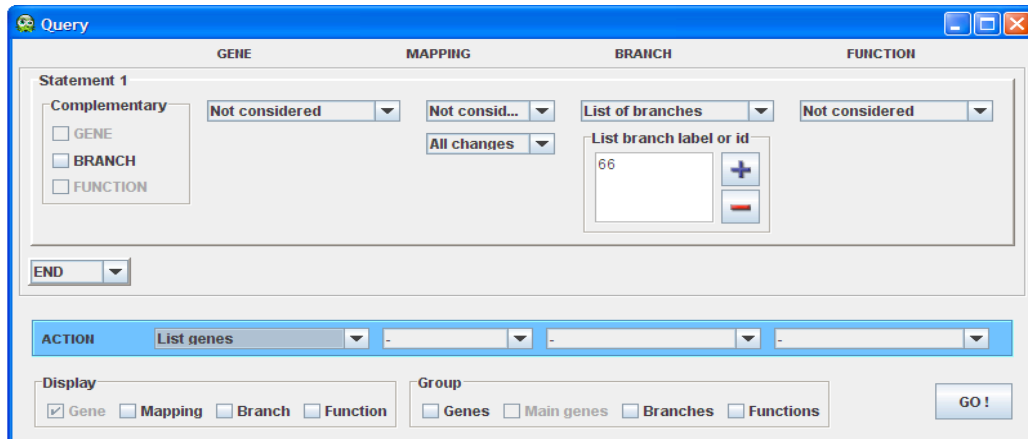 Query
GENE MAPPING BRANCH FUNCTION
Statement 1
Complementary
GENE
BRANCH
FUNCTION
Not considered Not consid... List of branches Not considered
All changes
List branch label or id
66
END
ACTION List genes - - -
Display
Gene Mapping Branch Function
Group
Genes Main genes Branches Functions
GO !